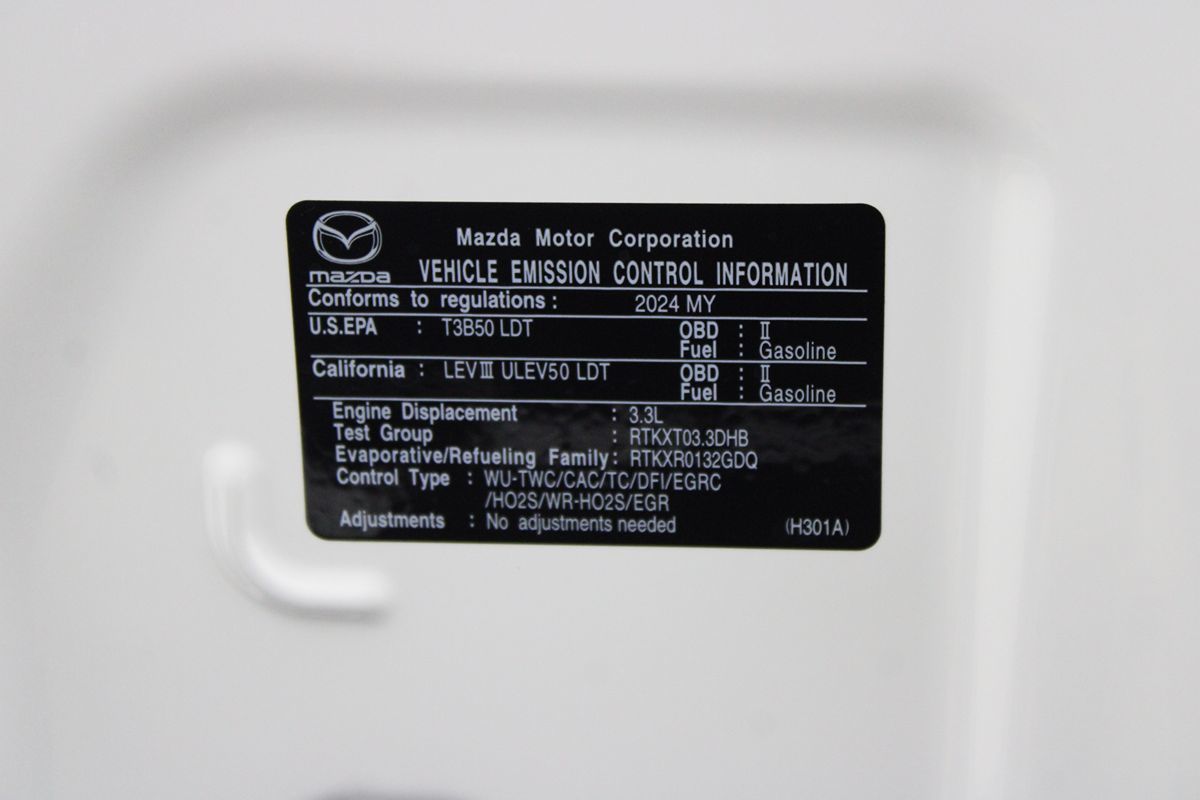 mazda
Mazda Motor Corporation
VEHICLE EMISSION CONTROL INFORMATION
Conforms to regulations : 2024 MY
U.S.EPA : T3B50 LDT OBD : Ⅱ
Fuel : Gasoline
California : LEVⅢ ULEV50 LDT OBD : Ⅱ
Fuel : Gasoline
Engine Displacement : 3.3L
Test Group : RTKXT03.3DHB
Evaporative/Refueling Family : RTKXR0132GDQ
Control Type : WU-TWC/CAC/TC/DFI/EGRC
/HO2S/WR-HO2S/EGR
Adjustments : No adjustments needed (H301A)